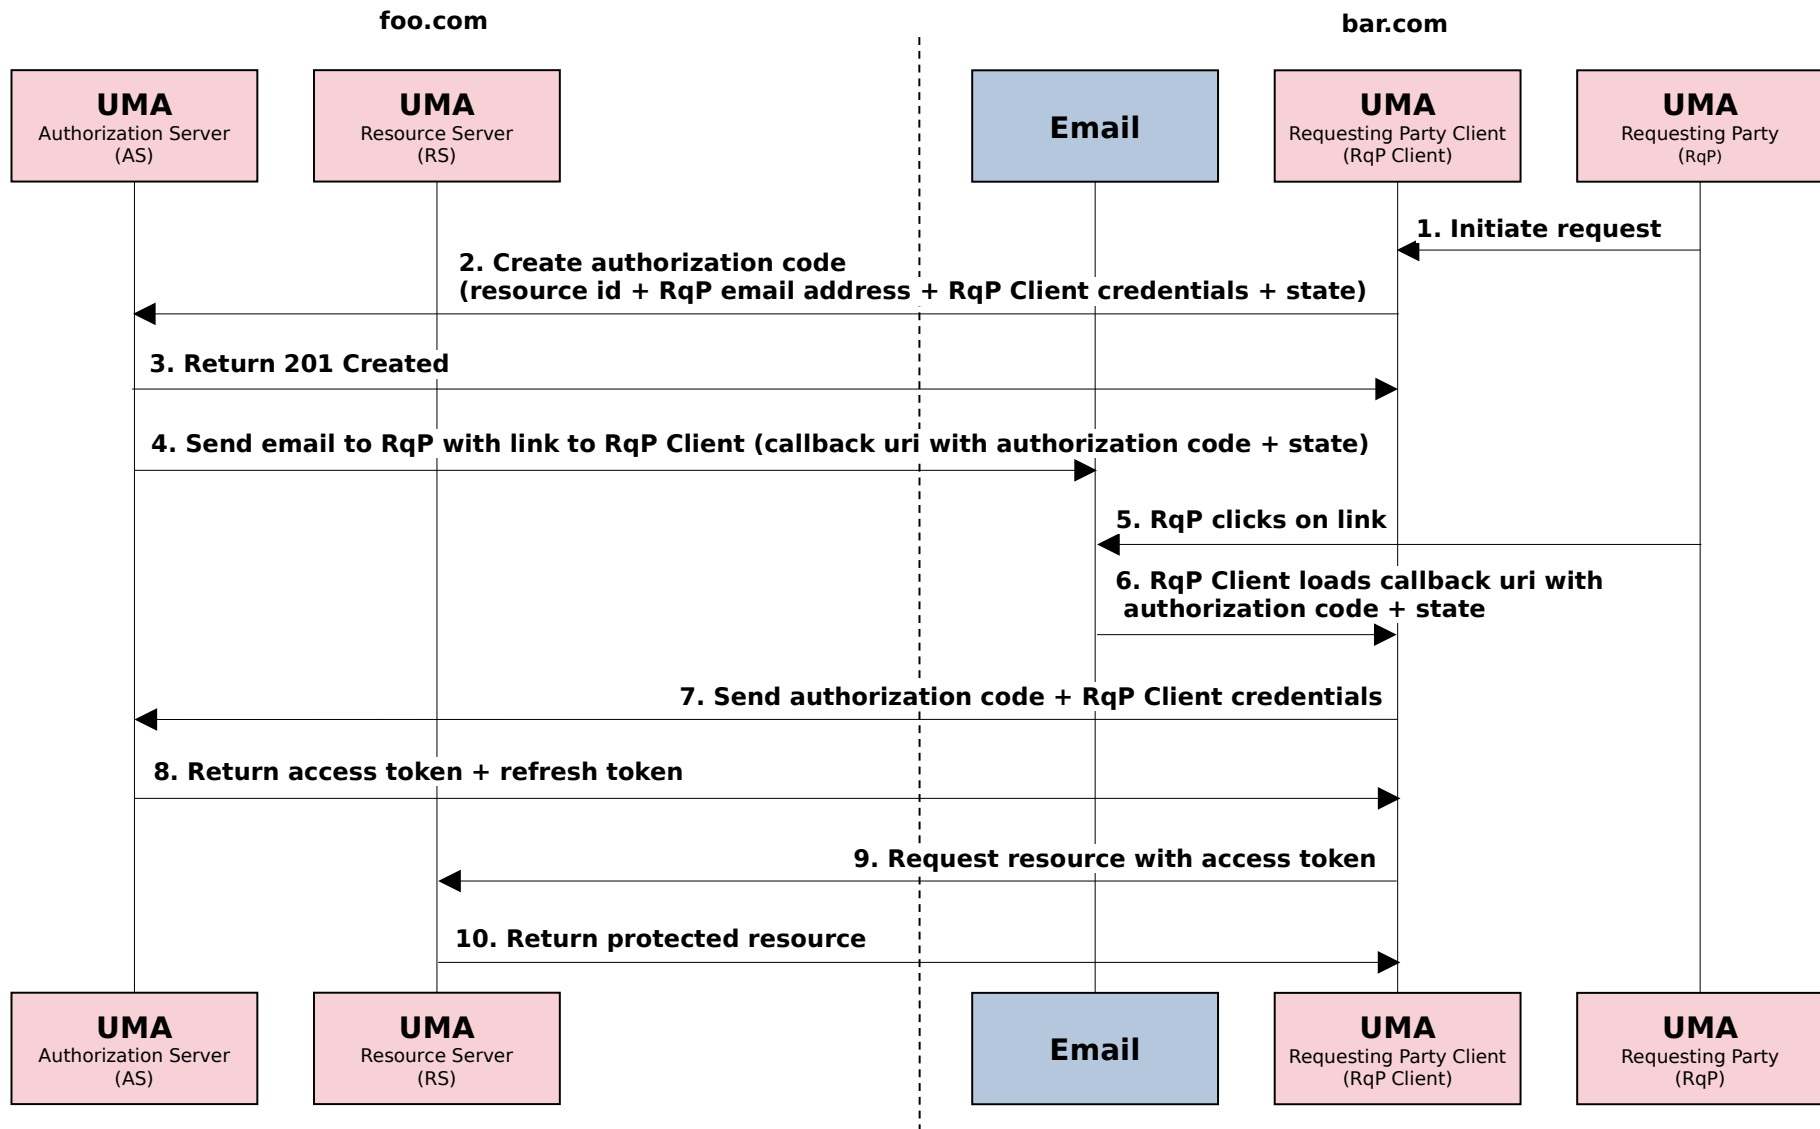 foo.com
bar.com
UMA
Authorization Server
(AS)
UMA
Resource Server
(RS)
Email
UMA
Requesting Party Client
(RqP Client)
UMA
Requesting Party
(RqP)
1. Initiate request
2. Create authorization code
(resource id + RqP email address + RqP Client credentials + state)
3. Return 201 Created
4. Send email to RqP with link to RqP Client (callback uri with authorization code + state)
5. RqP clicks on link
6. RqP Client loads callback uri with
authorization code + state
7. Send authorization code + RqP Client credentials
8. Return access token + refresh token
9. Request resource with access token
10. Return protected resource
UMA
Authorization Server
(AS)
UMA
Resource Server
(RS)
Email
UMA
Requesting Party Client
(RqP Client)
UMA
Requesting Party
(RqP)